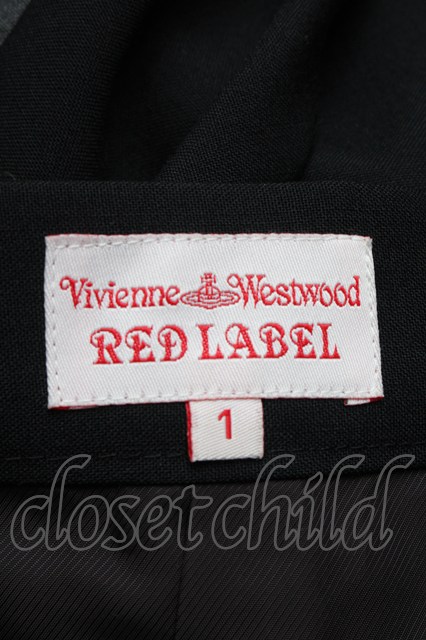 Vivienne Westwood
RED LABEL
1
closetchild